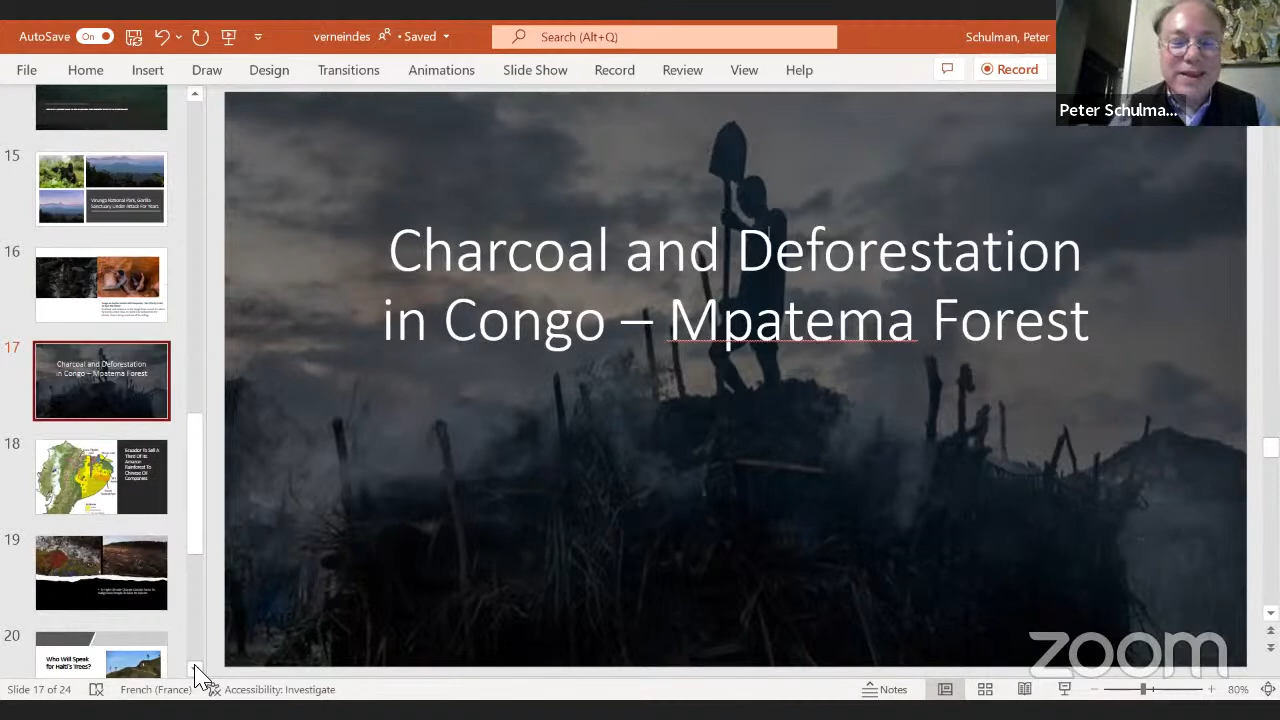 AutoSave On verneindes • Saved Search (Alt+Q) Schulman, Peter
File Home Insert Draw Design Transitions Animations Slide Show Record Review View Help Record
Peter Schulma...
15
Virunga National Park, Gorilla
Sanctuary Under Attack For Years
16
17
Charcoal and Deforestation
in Congo – Mpatema Forest
18
Ecuador To Sell A
Third Of Its
Amazon
Rainforest To
Chinese Oil
Companies
19
20
Who Will Speak
for Haiti's Trees?
Charcoal and Deforestation
in Congo – Mpatema Forest
zoom
Slide 17 of 24 French (France) Accessibility: Investigate Notes 80%